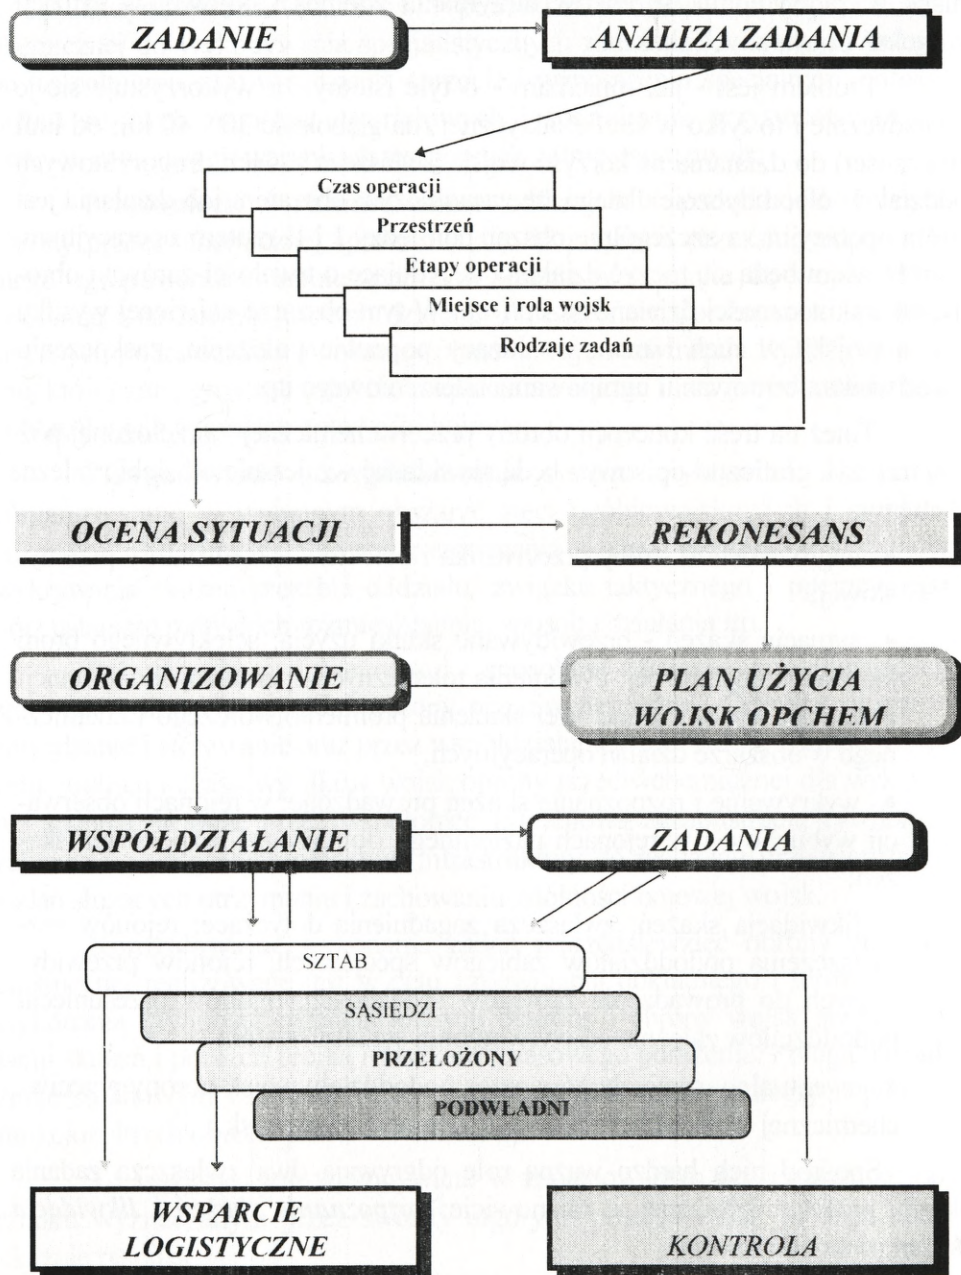 ZADANIE
ANALIZA ZADANIA
Czas operacji
Przestrzeń
Etapy operacji
Miejsce i rola wojsk
Rodzaje zadań
OCENA SYTUACJI
REKONESANS
ORGANIZOWANIE
PLAN UŻYCIA
WOJSK OPCHEM
WSPÓŁDZIAŁANIE
ZADANIA
SZTAB
SĄSIEDZI
PRZEŁOŻONY
PODWŁADNI
WSPARCIE
LOGISTYCZNE
KONTROLA